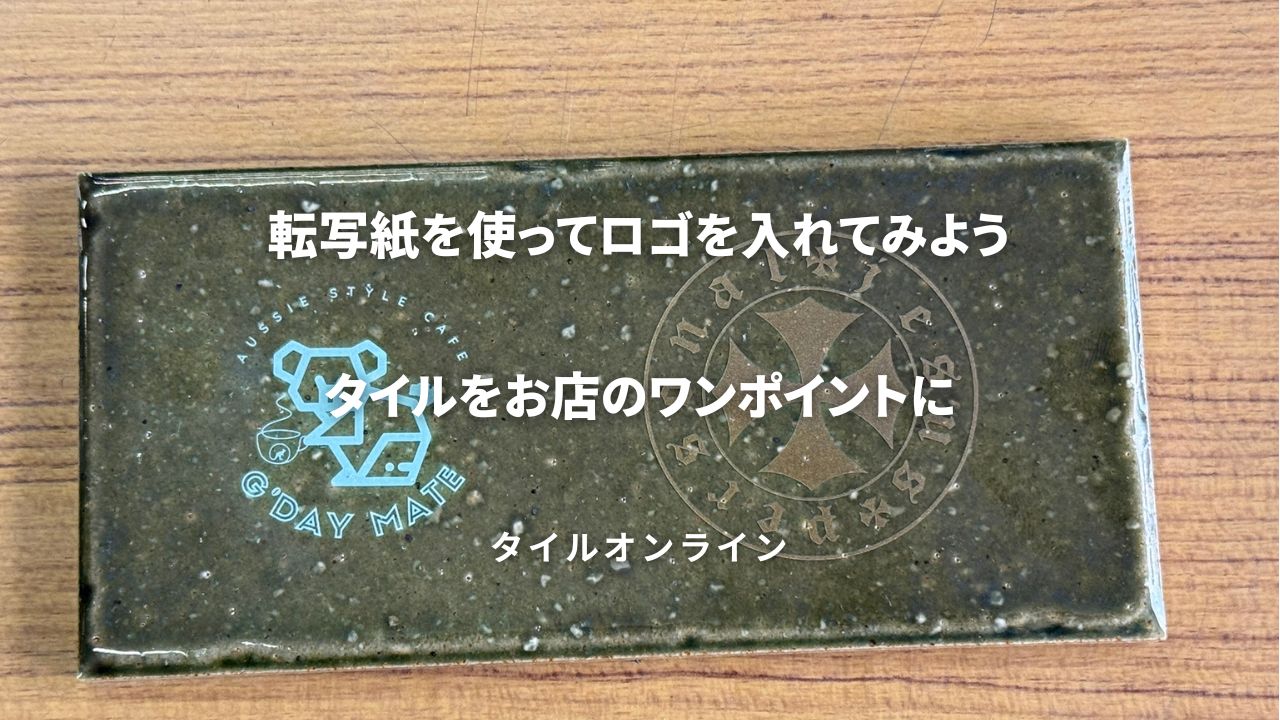 転写紙を使ってロゴを入れてみよう
AUSSIE STYLE CAFE
タイルをお店のワンポイントに
G'DAY MATE
タイルオンライン